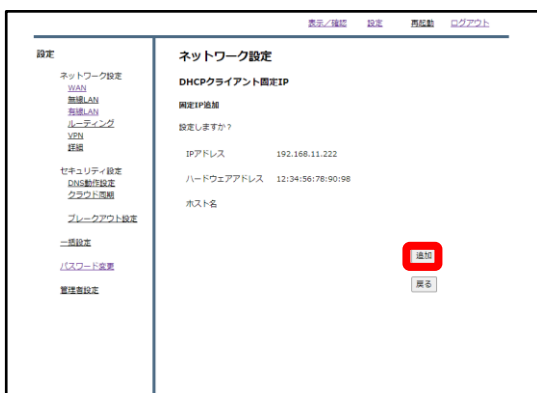 表示／確認 設定 再起動 ログアウト
設定
ネットワーク設定
WAN
無線LAN
有線LAN
ルーティング
VPN
詳細
セキュリティ設定
DNS動作設定
クラウド同期
ブレークアウト設定
一括設定
パスワード変更
管理者設定
ネットワーク設定
DHCPクライアント固定IP
固定IP追加
設定しますか？
IPアドレス 192.168.11.222
ハードウェアアドレス 12:34:56:78:90:98
ホスト名
追加
戻る